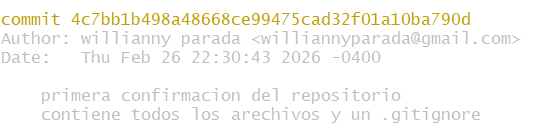 commit 4c7bb1b498a48668ce99475cad32f01a10ba790d
Author: willianny parada <williannyparada@gmail.com>
Date:   Thu Feb 26 22:30:43 2026 -0400
primera confirmacion del repositorio
contiene todos los arechivos y un .gitignore